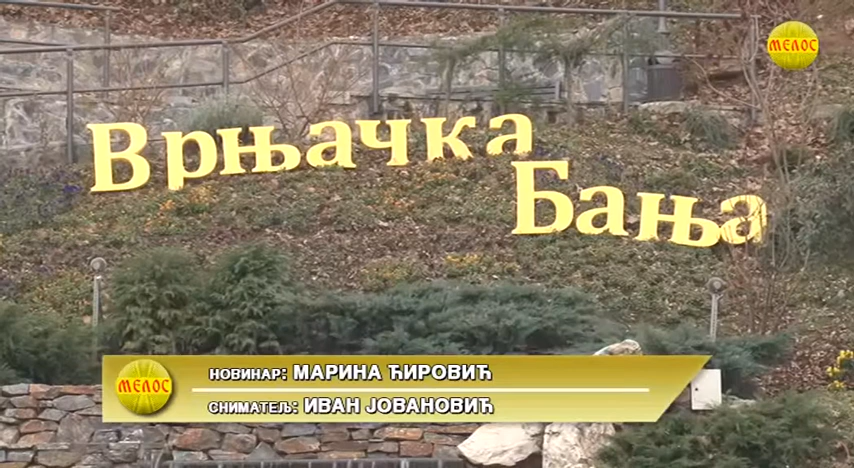 МЕЛОС
Врњачка
Бања
МЕЛОС
НОВИНАР: МАРИНА ЋИРОВИЋ
СНИМАТЕЉ: ИВАН ЈОВАНОВИЋ